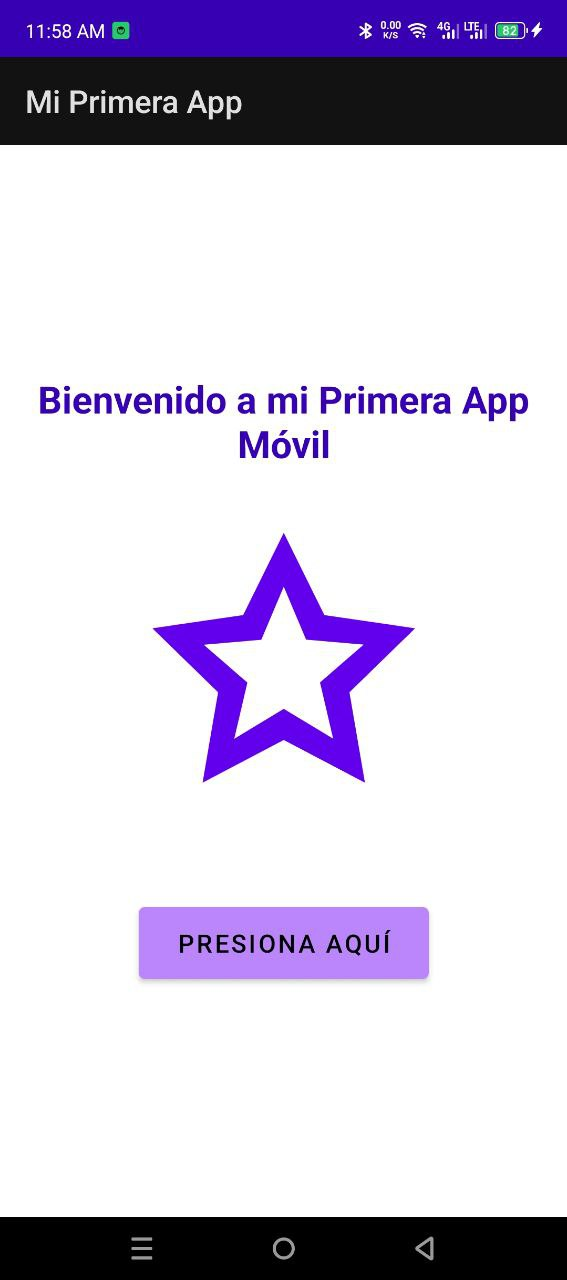 11:58 AM 0.00 K/S 4G LTE 82
Mi Primera App
Bienvenido a mi Primera App
Móvil
PRESIONA AQUÍ